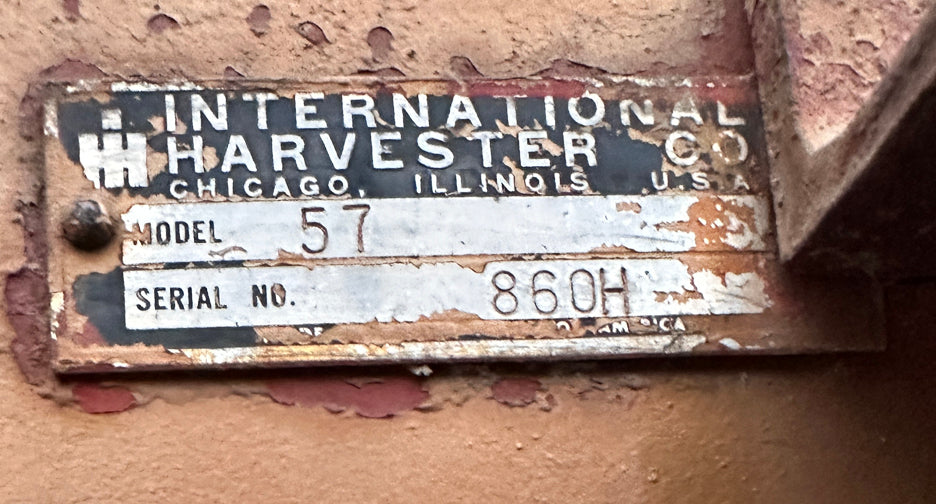 INTERNATIONAL
HARVESTER CO
CHICAGO, ILLINOIS U.S A
MODEL 57
SERIAL NO. 860H